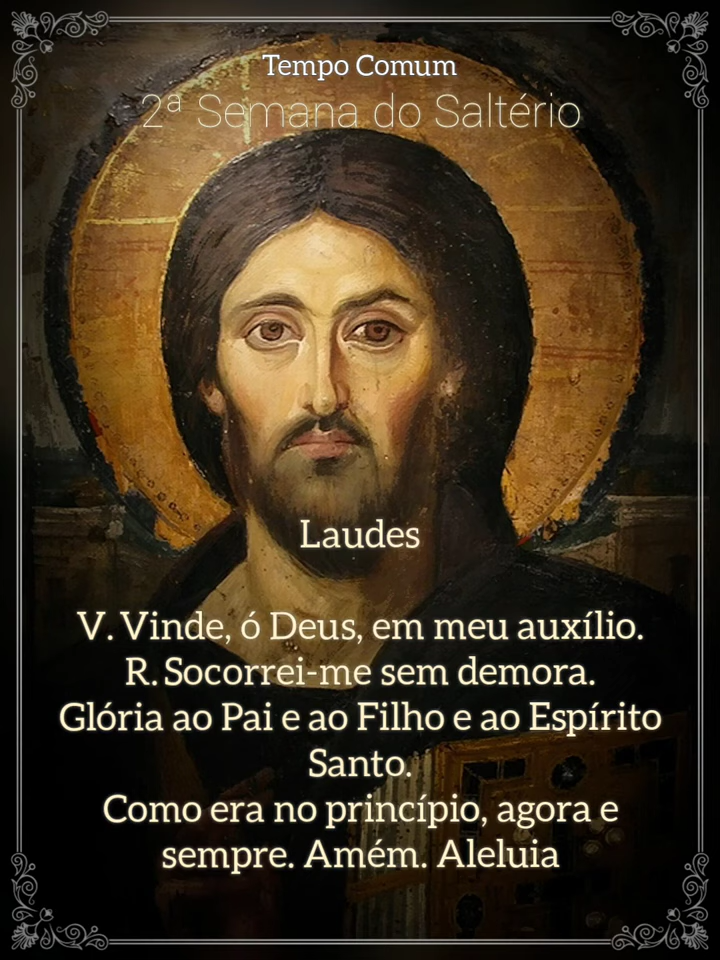 Tempo Comum
2ª Semana do Saltério
Laudes
V. Vinde, ó Deus, em meu auxílio.
R. Socorrei-me sem demora.
Glória ao Pai e ao Filho e ao Espírito
Santo.
Como era no princípio, agora e
sempre. Amém. Aleluia